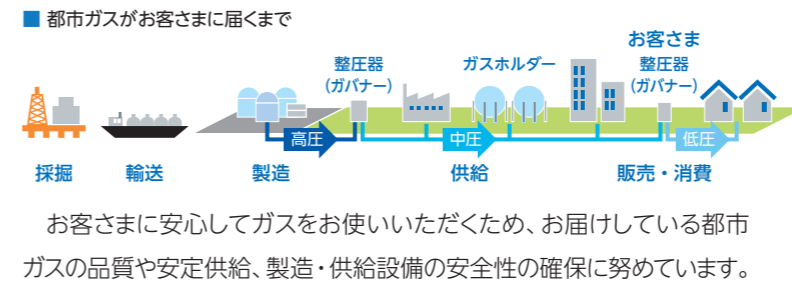 ■ 都市ガスがお客さまに届くまで
お客さま
整圧器
(ガバナー)
ガスホルダー
整圧器
(ガバナー)
高圧
中圧
低圧
採掘
輸送
製造
供給
販売・消費
お客さまに安心してガスをお使いいただくため、お届けしている都市
ガスの品質や安定供給、製造・供給設備の安全性の確保に努めています。